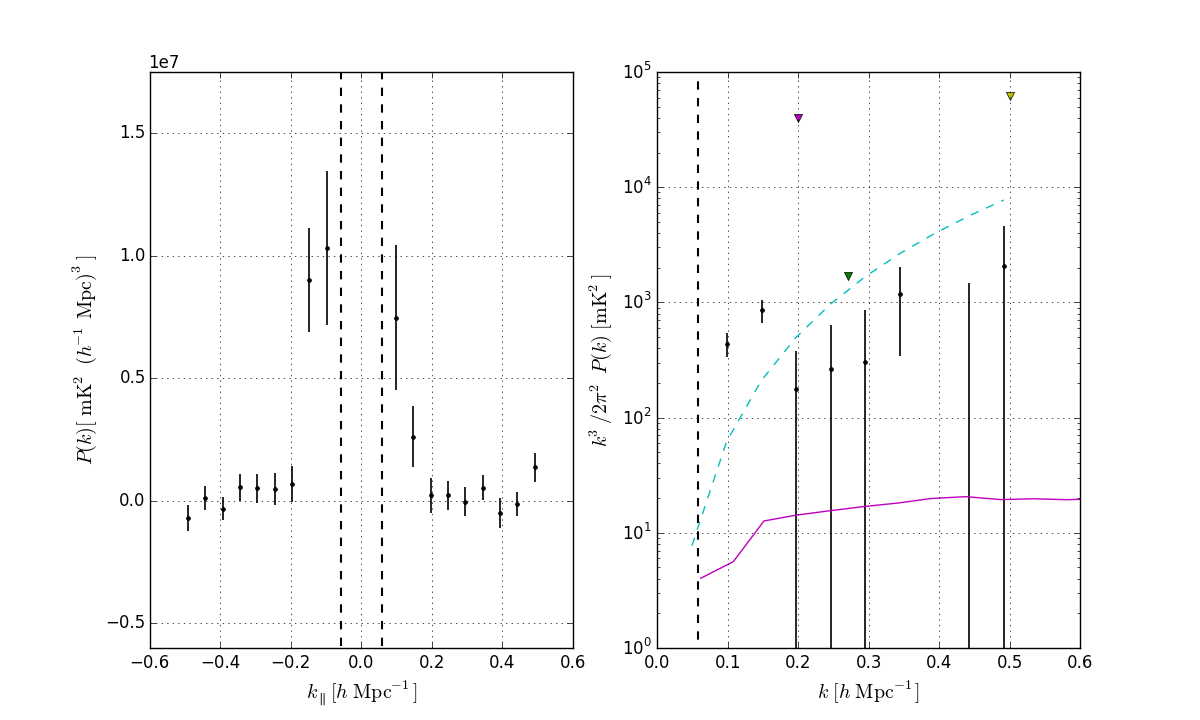 1e7
1.5
1.0
0.5
0.0
−0.5
−0.6 −0.4 −0.2 0.0 0.2 0.4 0.6
k∥ [h Mpc⁻¹]
P(k)[ mK² (h⁻¹ Mpc)³ ]
10⁵
10⁴
10³
10²
10¹
10⁰
0.0 0.1 0.2 0.3 0.4 0.5 0.6
k [h Mpc⁻¹]
k³/2π² P(k) [mK² ]